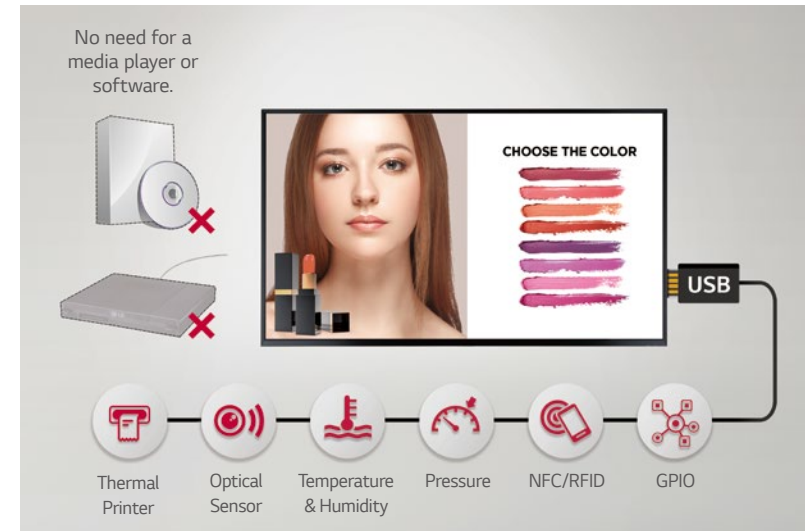 No need for a
media player or
software.
CHOOSE THE COLOR
USB
Thermal
Printer
Optical
Sensor
Temperature
& Humidity
Pressure
NFC/RFID
GPIO